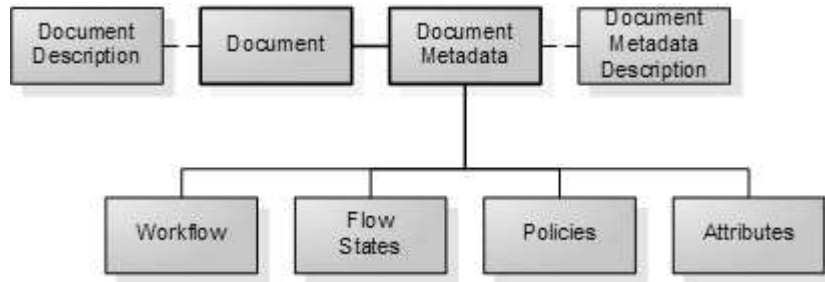 Document
Description
Document
Document
Metadata
Document
Metadata
Description
Workflow
Flow
States
Policies
Attributes